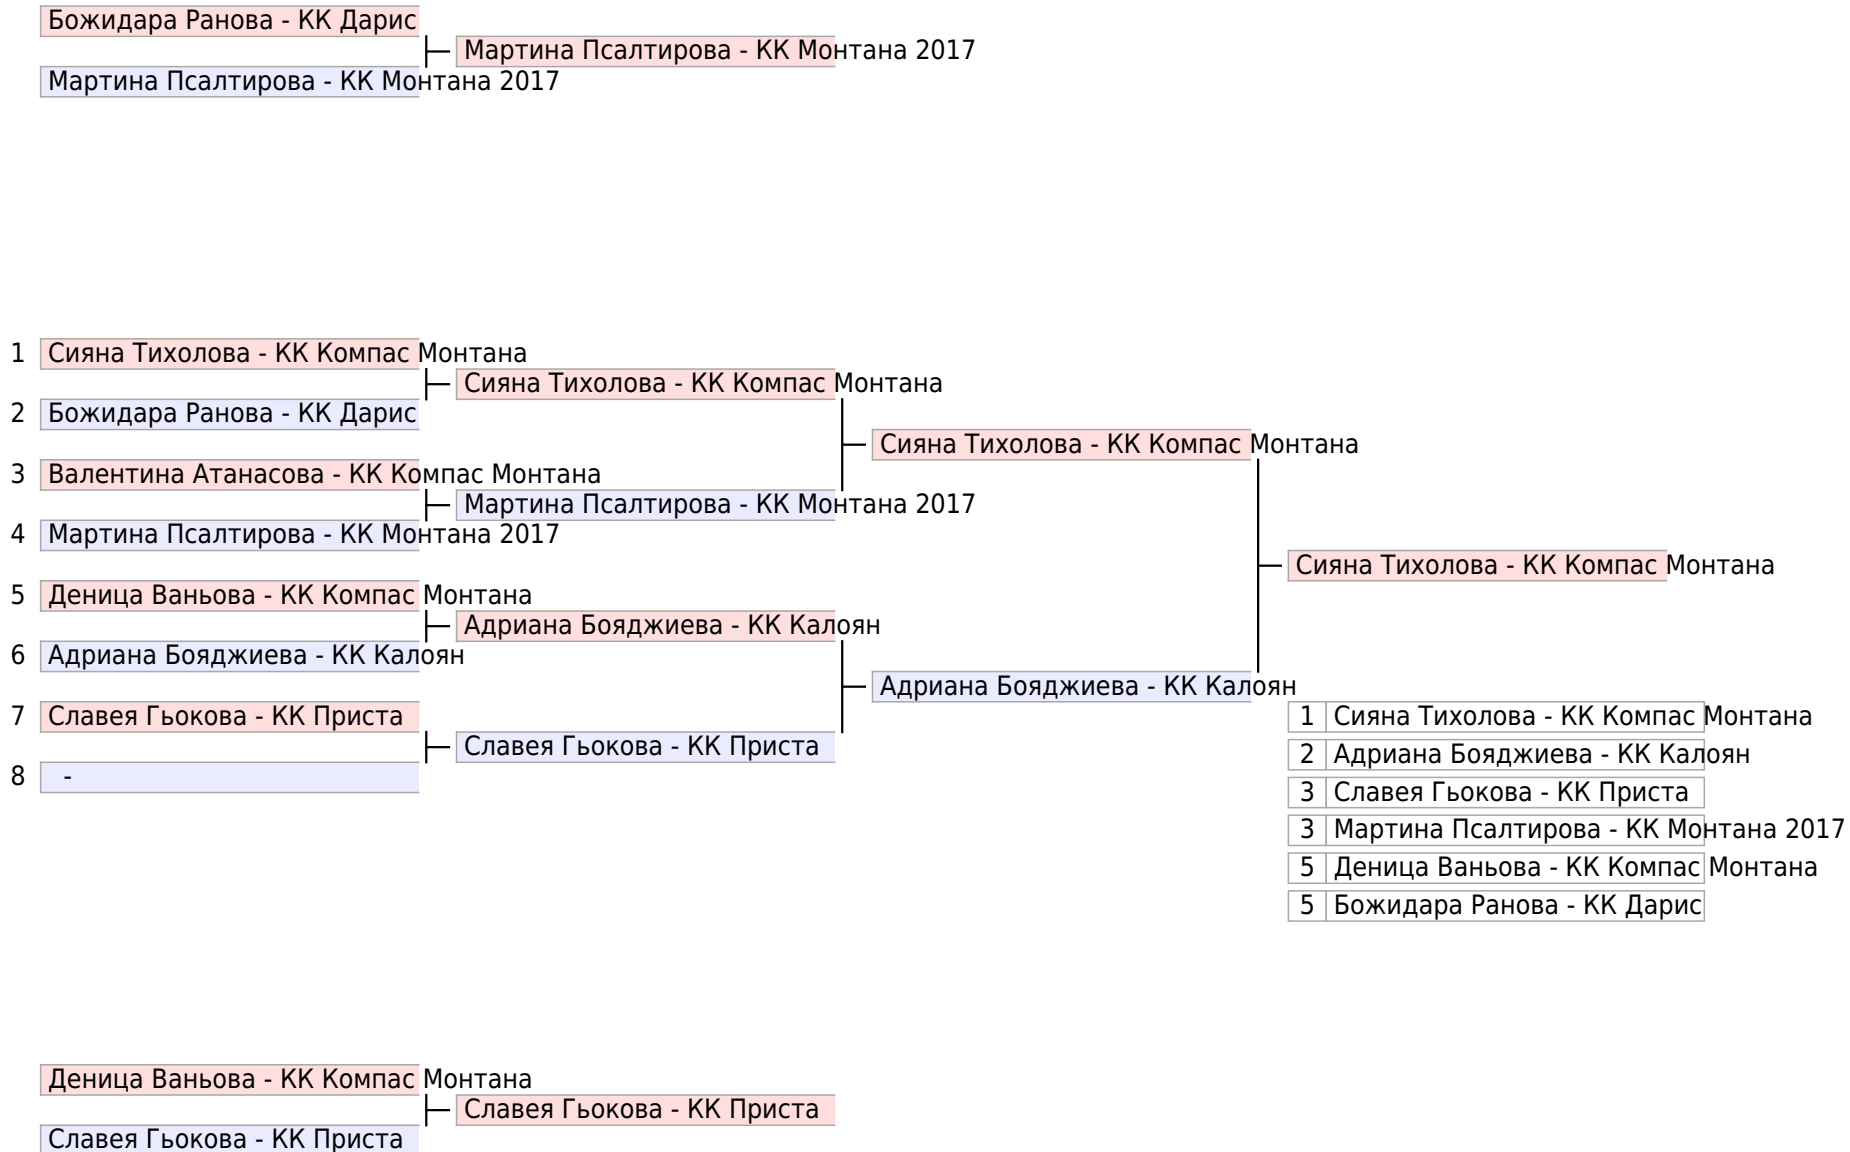 Божидара Ранова - КК Дарис
Мартина Псалтирова - КК Монтана 2017
Мартина Псалтирова - КК Монтана 2017
1 Сияна Тихолова - КК Компас Монтана
Сияна Тихолова - КК Компас Монтана
2 Божидара Ранова - КК Дарис
Сияна Тихолова - КК Компас Монтана
3 Валентина Атанасова - КК Компас Монтана
Мартина Псалтирова - КК Монтана 2017
4 Мартина Псалтирова - КК Монтана 2017
Сияна Тихолова - КК Компас Монтана
5 Деница Ваньова - КК Компас Монтана
Адриана Бояджиева - КК Калоян
6 Адриана Бояджиева - КК Калоян
Адриана Бояджиева - КК Калоян
7 Славея Гьокова - КК Приста
Славея Гьокова - КК Приста
8 -
1 Сияна Тихолова - КК Компас Монтана
2 Адриана Бояджиева - КК Калоян
3 Славея Гьокова - КК Приста
3 Мартина Псалтирова - КК Монтана 2017
5 Деница Ваньова - КК Компас Монтана
5 Божидара Ранова - КК Дарис
Деница Ваньова - КК Компас Монтана
Славея Гьокова - КК Приста
Славея Гьокова - КК Приста